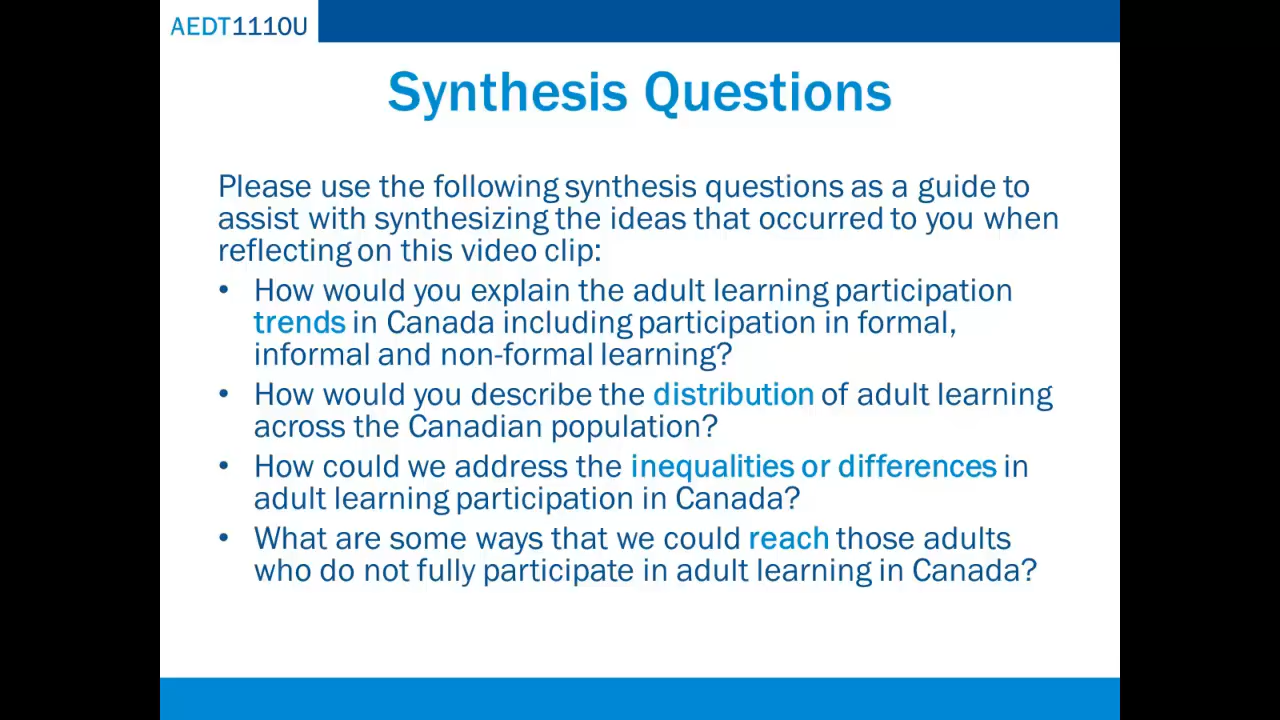 AEDT1110U
Synthesis Questions
Please use the following synthesis questions as a guide to
assist with synthesizing the ideas that occurred to you when
reflecting on this video clip:
• How would you explain the adult learning participation
trends in Canada including participation in formal,
informal and non-formal learning?
• How would you describe the distribution of adult learning
across the Canadian population?
• How could we address the inequalities or differences in
adult learning participation in Canada?
• What are some ways that we could reach those adults
who do not fully participate in adult learning in Canada?